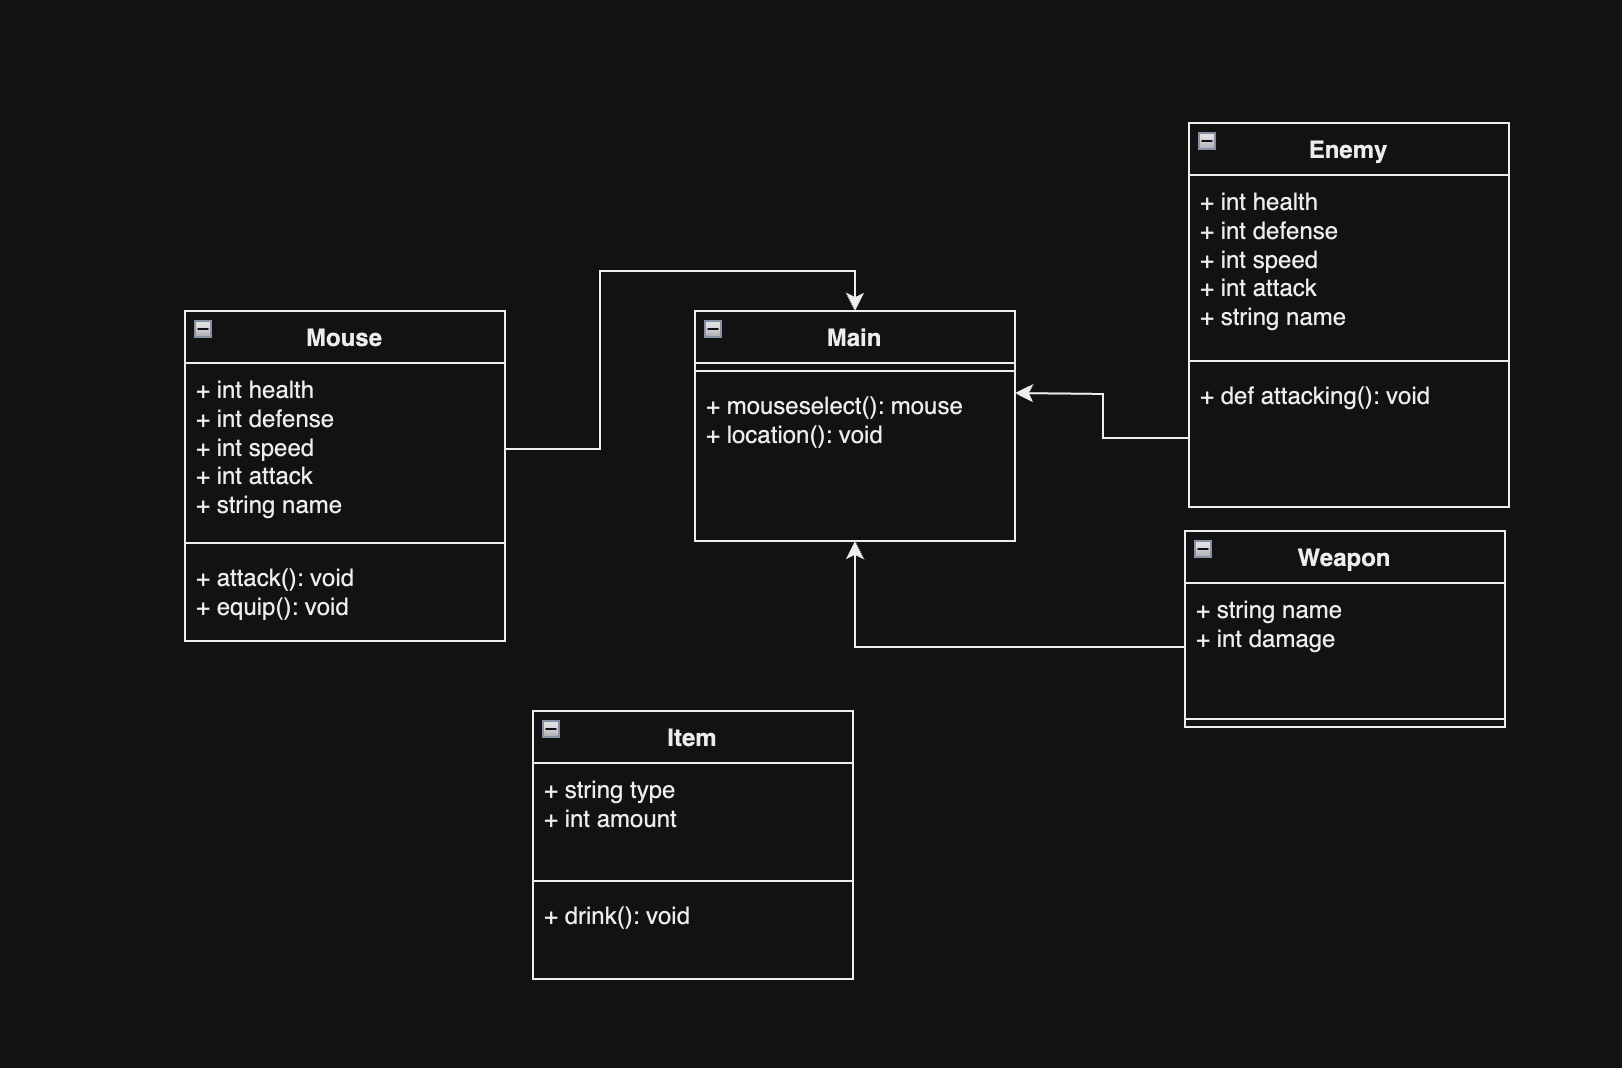 Mouse
+ int health
+ int defense
+ int speed
+ int attack
+ string name
+ attack(): void
+ equip(): void
Main
+ mouseselect(): mouse
+ location(): void
Enemy
+ int health
+ int defense
+ int speed
+ int attack
+ string name
+ def attacking(): void
Weapon
+ string name
+ int damage
Item
+ string type
+ int amount
+ drink(): void